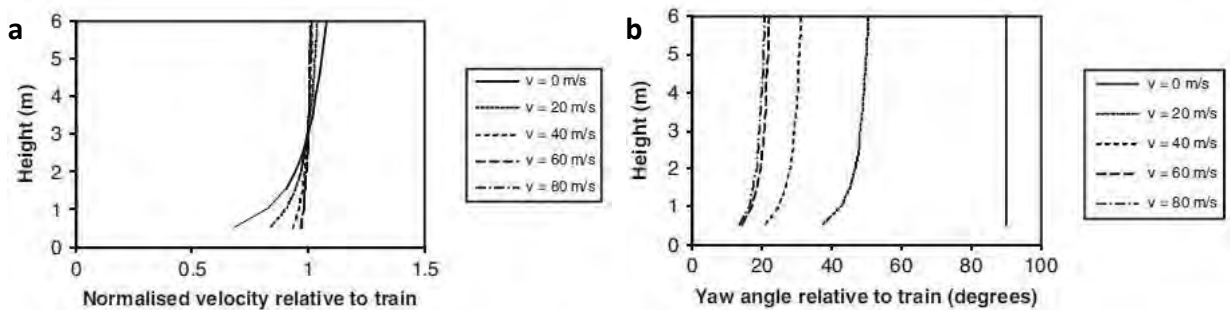 a
6
5
4
3
2
1
0
Height (m)
0
0.5
1
1.5
Normalised velocity relative to train
v = 0 m/s
v = 20 m/s
v = 40 m/s
v = 60 m/s
v = 80 m/s
b
6
5
4
3
2
1
0
Height (m)
0
20
40
60
80
100
Yaw angle relative to train (degrees)
v = 0 m/s
v = 20 m/s
v = 40 m/s
v = 60 m/s
v = 80 m/s